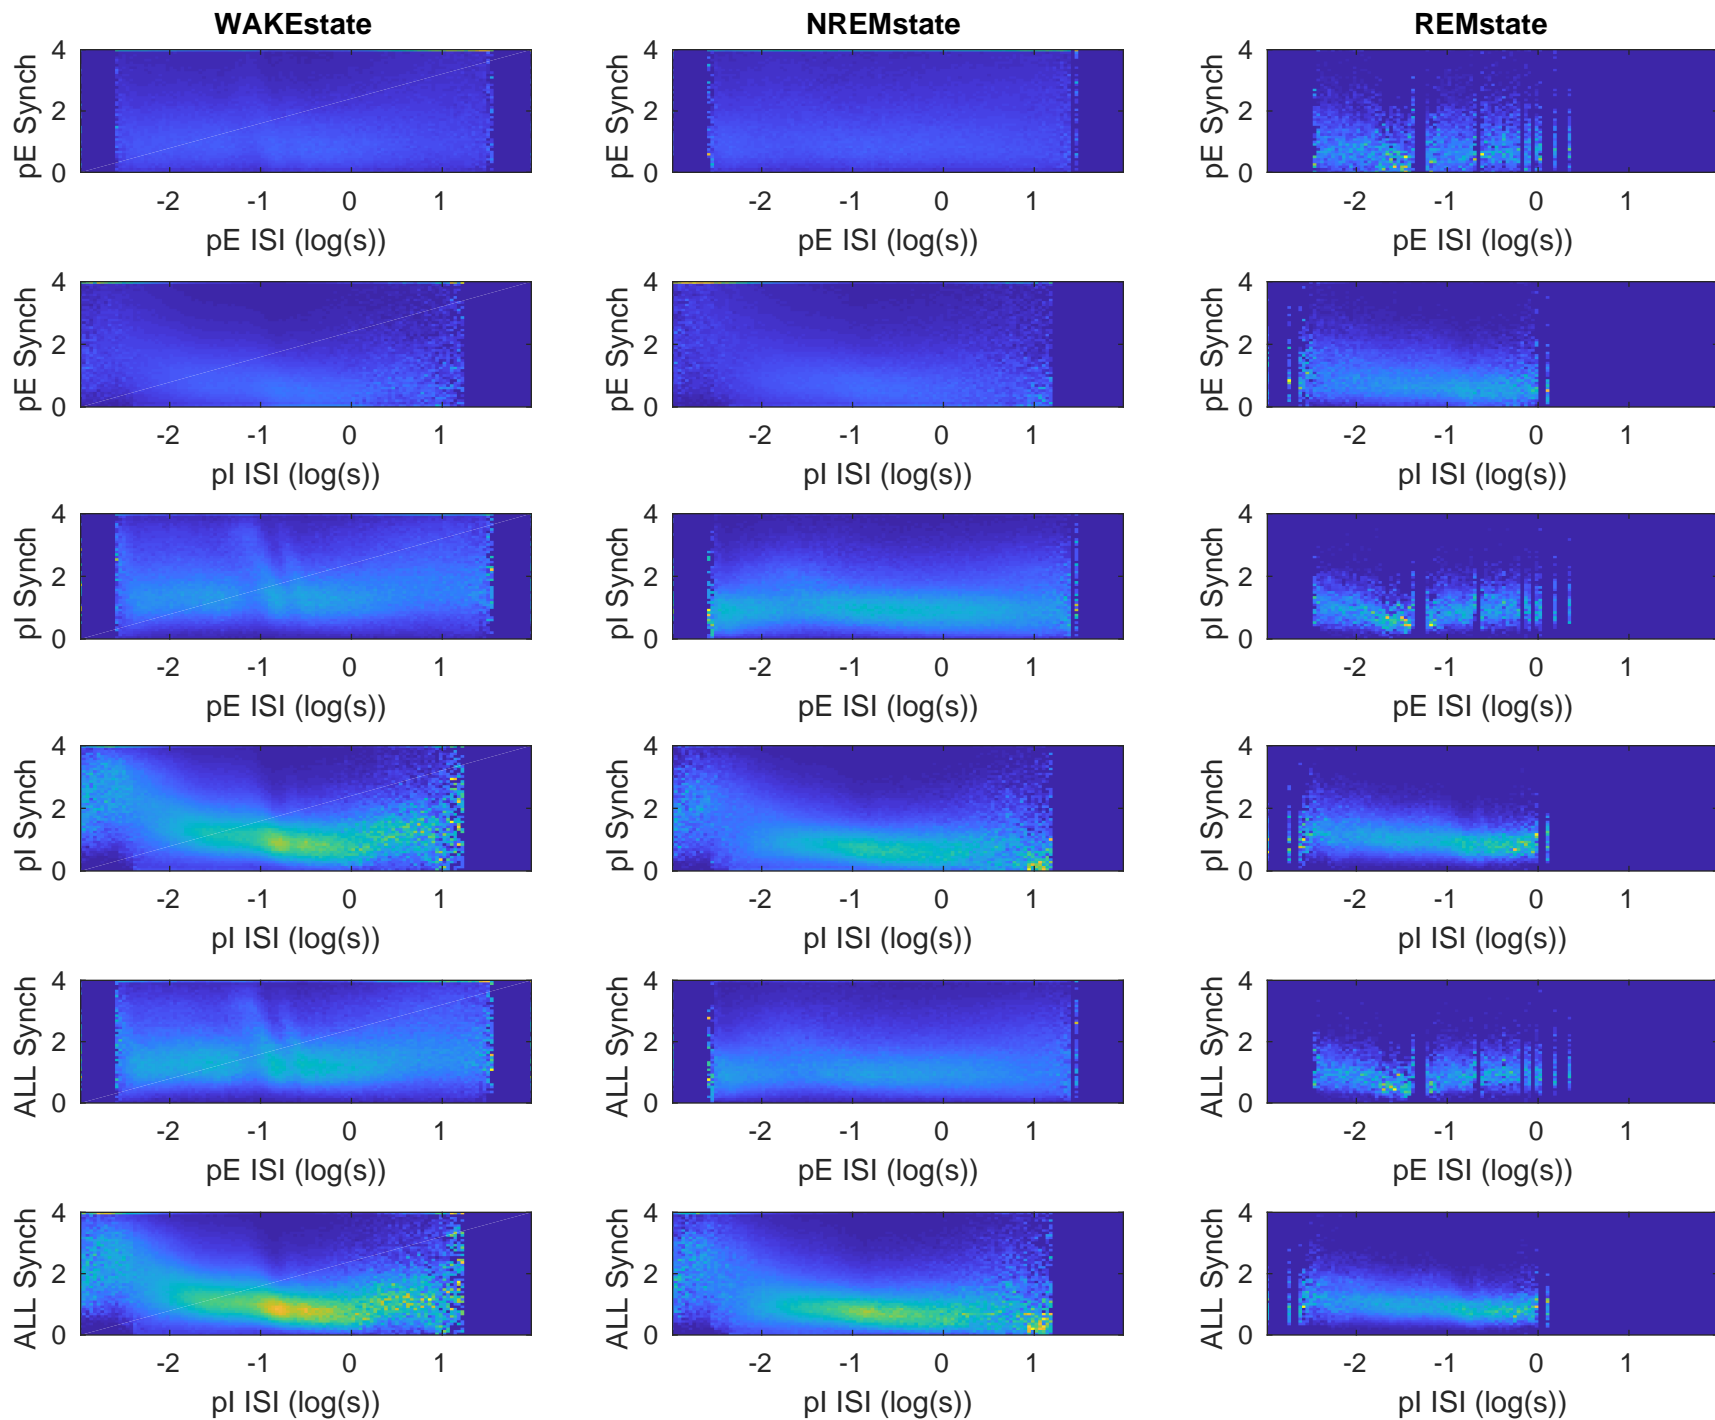 WAKEstate NREMstate REMstate
4 4 4
pE Synch pE Synch pE Synch
2 2 2
0 0 0
-2 -1 0 1 -2 -1 0 1 -2 -1 0 1
pE ISI (log(s)) pE ISI (log(s)) pE ISI (log(s))
4 4 4
pE Synch pE Synch pE Synch
2 2 2
0 0 0
-2 -1 0 1 -2 -1 0 1 -2 -1 0 1
pI ISI (log(s)) pI ISI (log(s)) pI ISI (log(s))
4 4 4
pI Synch pI Synch pI Synch
2 2 2
0 0 0
-2 -1 0 1 -2 -1 0 1 -2 -1 0 1
pE ISI (log(s)) pE ISI (log(s)) pE ISI (log(s))
4 4 4
pI Synch pI Synch pI Synch
2 2 2
0 0 0
-2 -1 0 1 -2 -1 0 1 -2 -1 0 1
pI ISI (log(s)) pI ISI (log(s)) pI ISI (log(s))
4 4 4
ALL Synch ALL Synch ALL Synch
2 2 2
0 0 0
-2 -1 0 1 -2 -1 0 1 -2 -1 0 1
pE ISI (log(s)) pE ISI (log(s)) pE ISI (log(s))
4 4 4
ALL Synch ALL Synch ALL Synch
2 2 2
0 0 0
-2 -1 0 1 -2 -1 0 1 -2 -1 0 1
pI ISI (log(s)) pI ISI (log(s)) pI ISI (log(s))